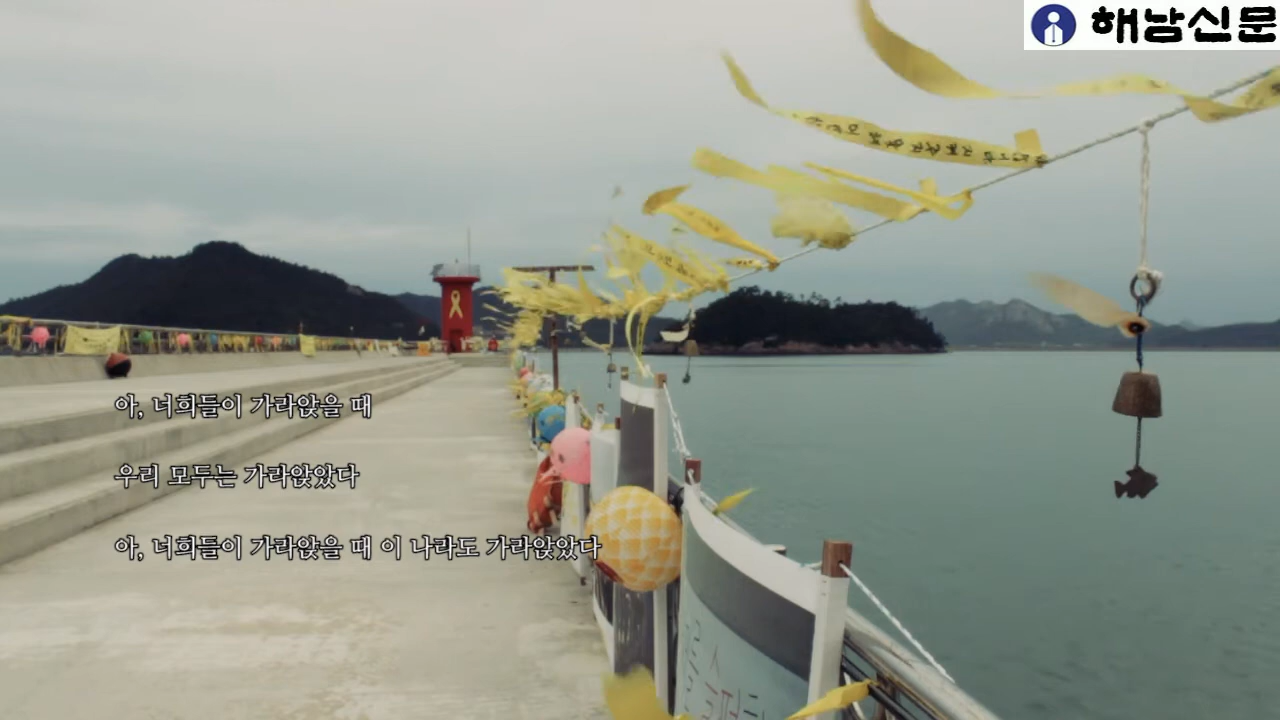 해남신문
아, 너희들이 가라앉을 때
우리 모두는 가라앉았다
아, 너희들이 가라앉을 때 이 나라도 가라앉았다